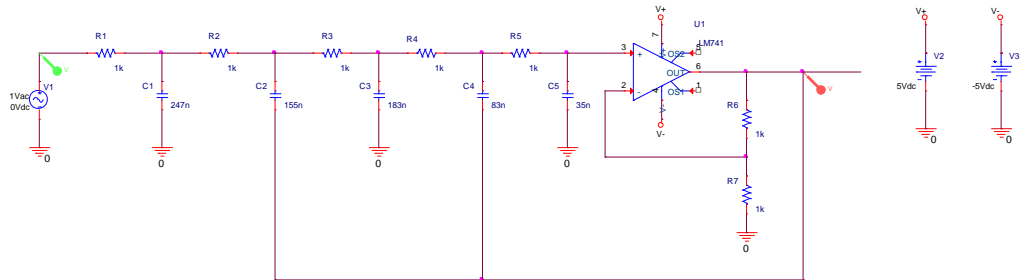 V+
V+
V-
U1
R1
R2
R3
R4
R5
LM741
7
5
3
+
V+
OS2
1k
1k
1k
1k
1k
V
V1
V2
V3
OUT
6
C1
C2
C3
C4
C5
2
-
4
OS1
1
V
1Vac
0Vdc
V-
R6
5Vdc
-5Vdc
247n
155n
183n
83n
35n
1k
V-
0
0
0
0
0
0
R7
1k
0